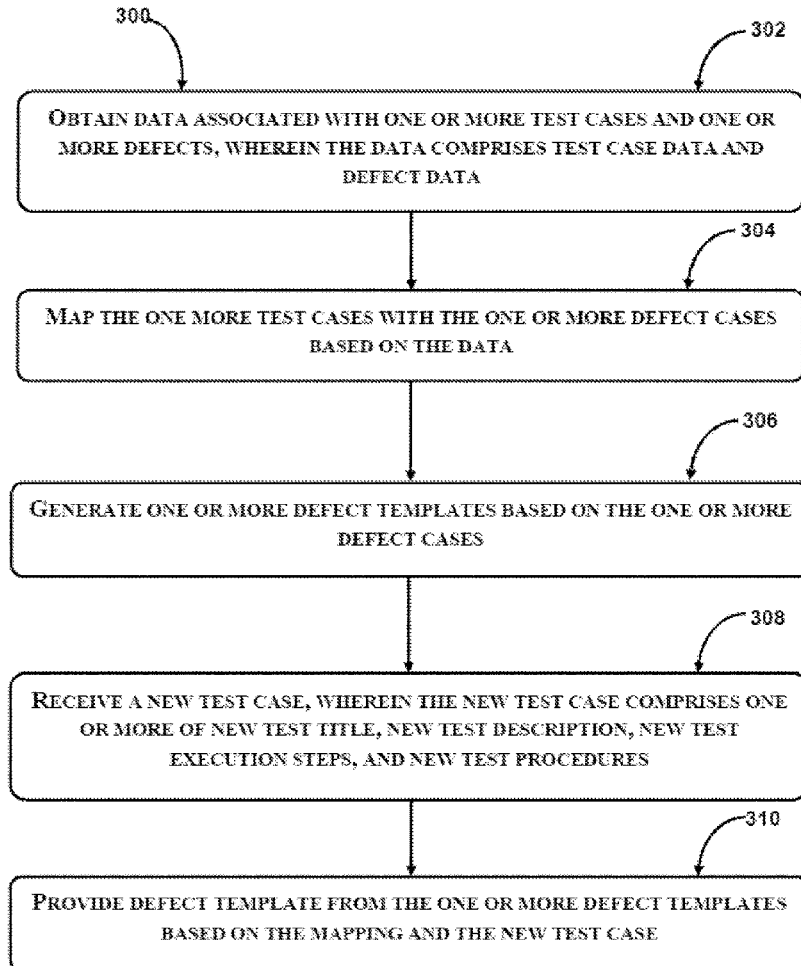 300
302
OBTAIN DATA ASSOCIATED WITH ONE OR MORE TEST CASES AND ONE OR
MORE DEFECTS, WHEREIN THE DATA COMPRISES TEST CASE DATA AND
DEFECT DATA
304
MAP THE ONE MORE TEST CASES WITH THE ONE OR MORE DEFECT CASES
BASED ON THE DATA
306
GENERATE ONE OR MORE DEFECT TEMPLATES BASED ON THE ONE OR MORE
DEFECT CASES
308
RECEIVE A NEW TEST CASE, WHEREIN THE NEW TEST CASE COMPRISES ONE
OR MORE OF NEW TEST TITLE, NEW TEST DESCRIPTION, NEW TEST
EXECUTION STEPS, AND NEW TEST PROCEDURES
310
PROVIDE DEFECT TEMPLATE FROM THE ONE OR MORE DEFECT TEMPLATES
BASED ON THE MAPPING AND THE NEW TEST CASE